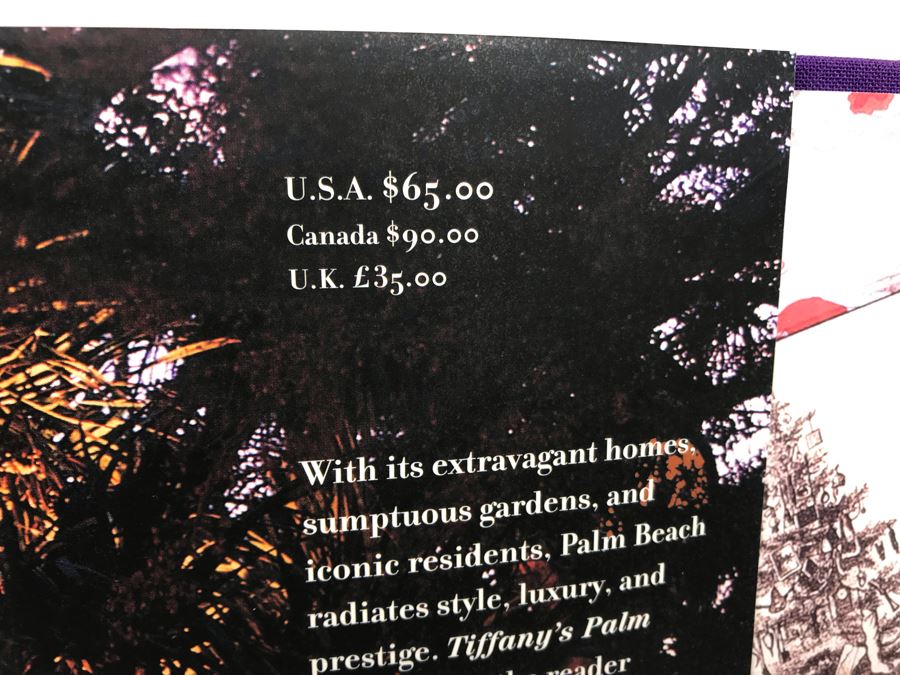 U.S.A. $65.00
Canada $90.00
U.K. £35.00
With its extravagant homes,
sumptuous gardens, and
iconic residents, Palm Beach
radiates style, luxury, and
prestige. Tiffany's Palm
reader